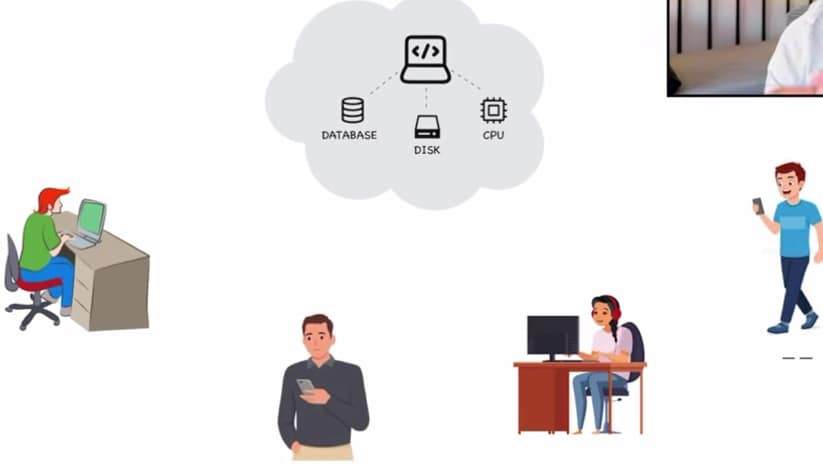 </>
DATABASE
DISK
CPU